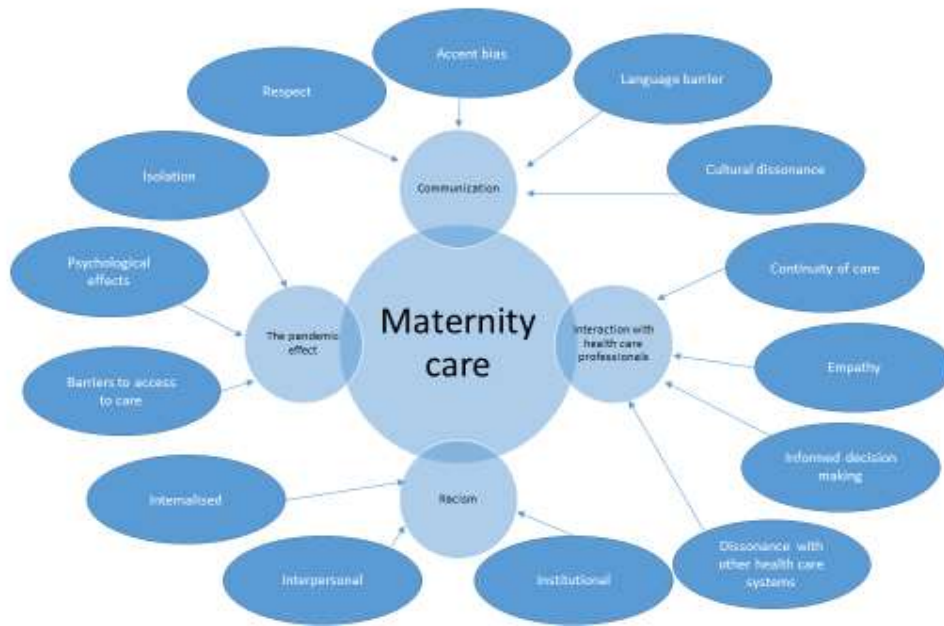 Accent bias
Respect
Language barrier
Communication
Cultural dissonance
Isolation
Psychological
effects
Continuity of care
The pandemic
effect
Maternity
care
Interaction with
health care
professionals
Empathy
Barriers to access
to care
Informed decision
making
Internalised
Racism
Interpersonal
Institutional
Dissonance with
other health care
systems